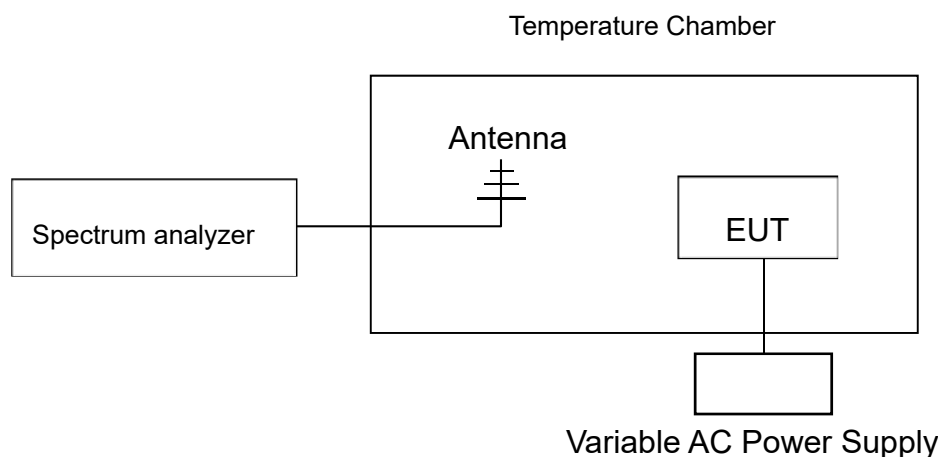 Temperature Chamber
Antenna
Spectrum analyzer
EUT
Variable AC Power Supply